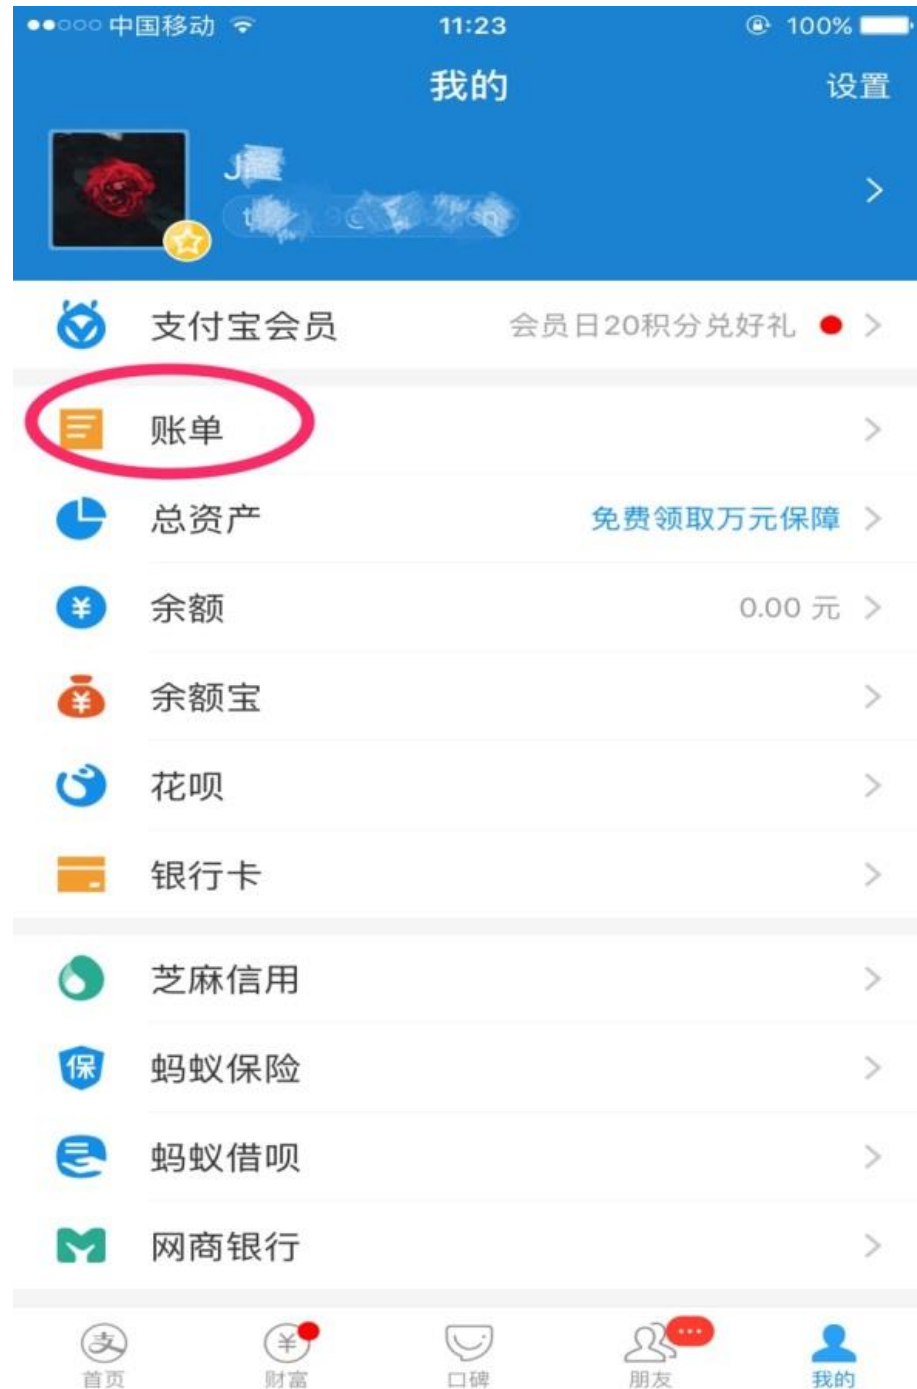 中国移动 11:23 100%
我的 设置
支付宝会员 会员日20积分兑好礼
账单
总资产 免费领取万元保障
¥ 余额 0.00 元
¥ 余额宝
花呗
银行卡
芝麻信用
保 蚂蚁保险
蚂蚁借呗
网商银行
支 ¥
首页 财富 口碑 朋友 我的